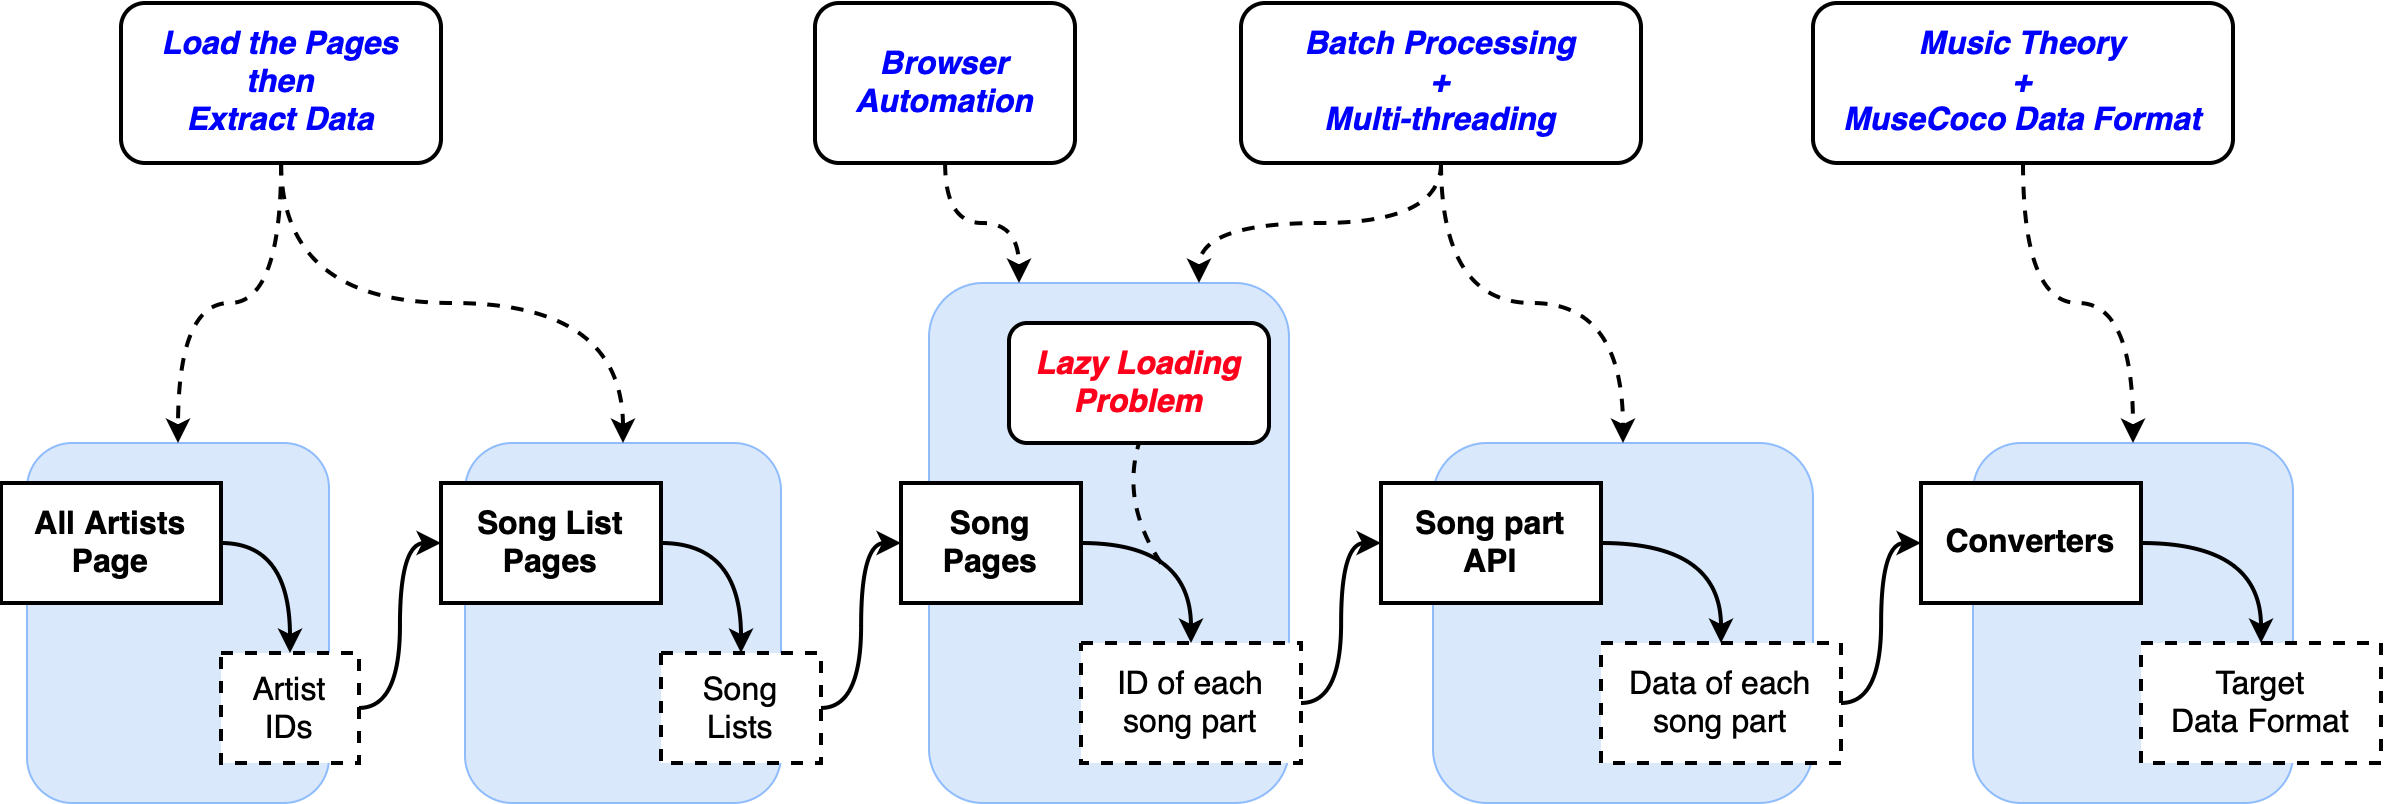 Load the Pages
then
Extract Data
Browser
Automation
Batch Processing
+
Multi-threading
Music Theory
+
MuseCoco Data Format
Lazy Loading
Problem
All Artists
Page
Song List
Pages
Song
Pages
Song part
API
Converters
Artist
IDs
Song
Lists
ID of each
song part
Data of each
song part
Target
Data Format